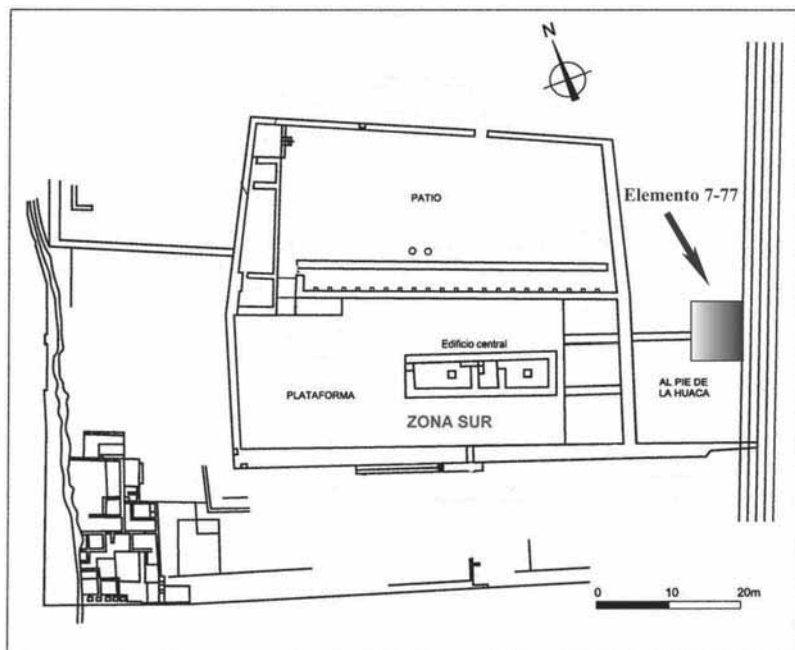 N
PATIO
Elemento 7-77
Edificio central
PLATAFORMA
AL PIE DE
LA HUACA
ZONA SUR
0 10 20m